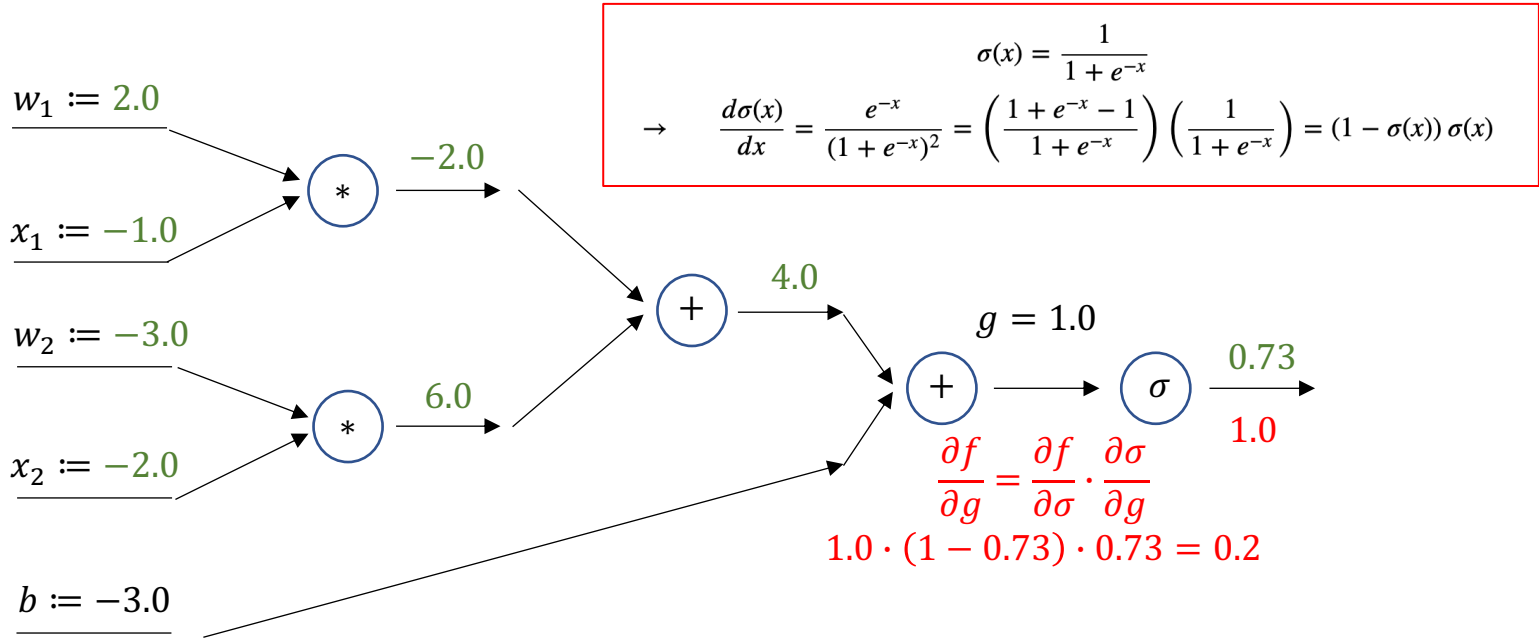 σ(x) = 1 / (1 + e^{-x})
→ dσ(x)/dx = e^{-x} / (1 + e^{-x})^2 = ((1 + e^{-x} − 1) / (1 + e^{-x})) (1 / (1 + e^{-x})) = (1 − σ(x)) σ(x)
w₁ ≔ 2.0
−2.0
*
x₁ ≔ −1.0
4.0
+
g = 1.0
w₂ ≔ −3.0
0.73
+
σ
6.0
*
1.0
x₂ ≔ −2.0
∂f/∂g = ∂f/∂σ · ∂σ/∂g
1.0 · (1 − 0.73) · 0.73 = 0.2
b ≔ −3.0